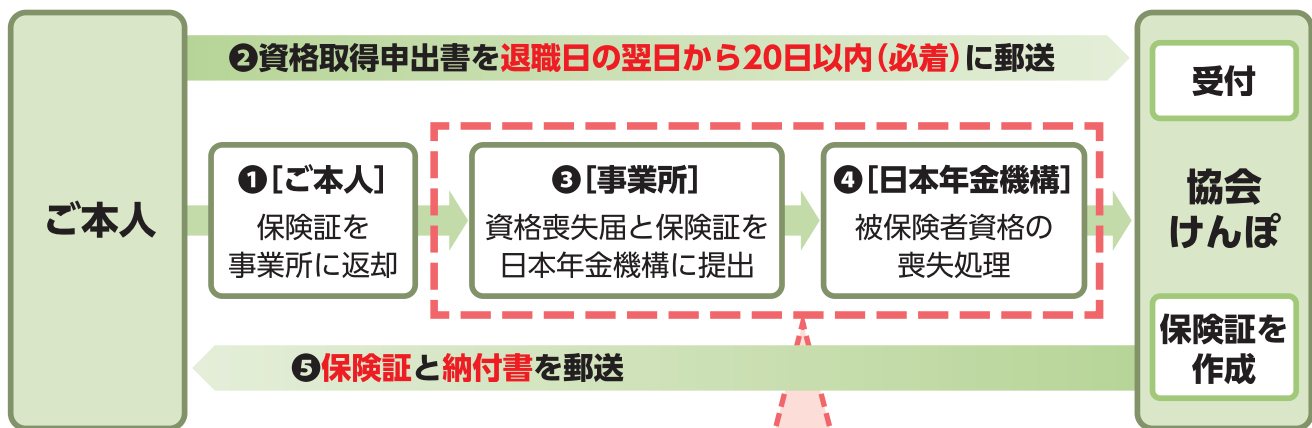 ご本人
❷資格取得申出書を退職日の翌日から20日以内(必着)に郵送
❶[ご本人]
保険証を
事業所に返却
❸[事業所]
資格喪失届と保険証を
日本年金機構に提出
❹[日本年金機構]
被保険者資格の
喪失処理
❺保険証と納付書を郵送
受付
協会
けんぽ
保険証を
作成